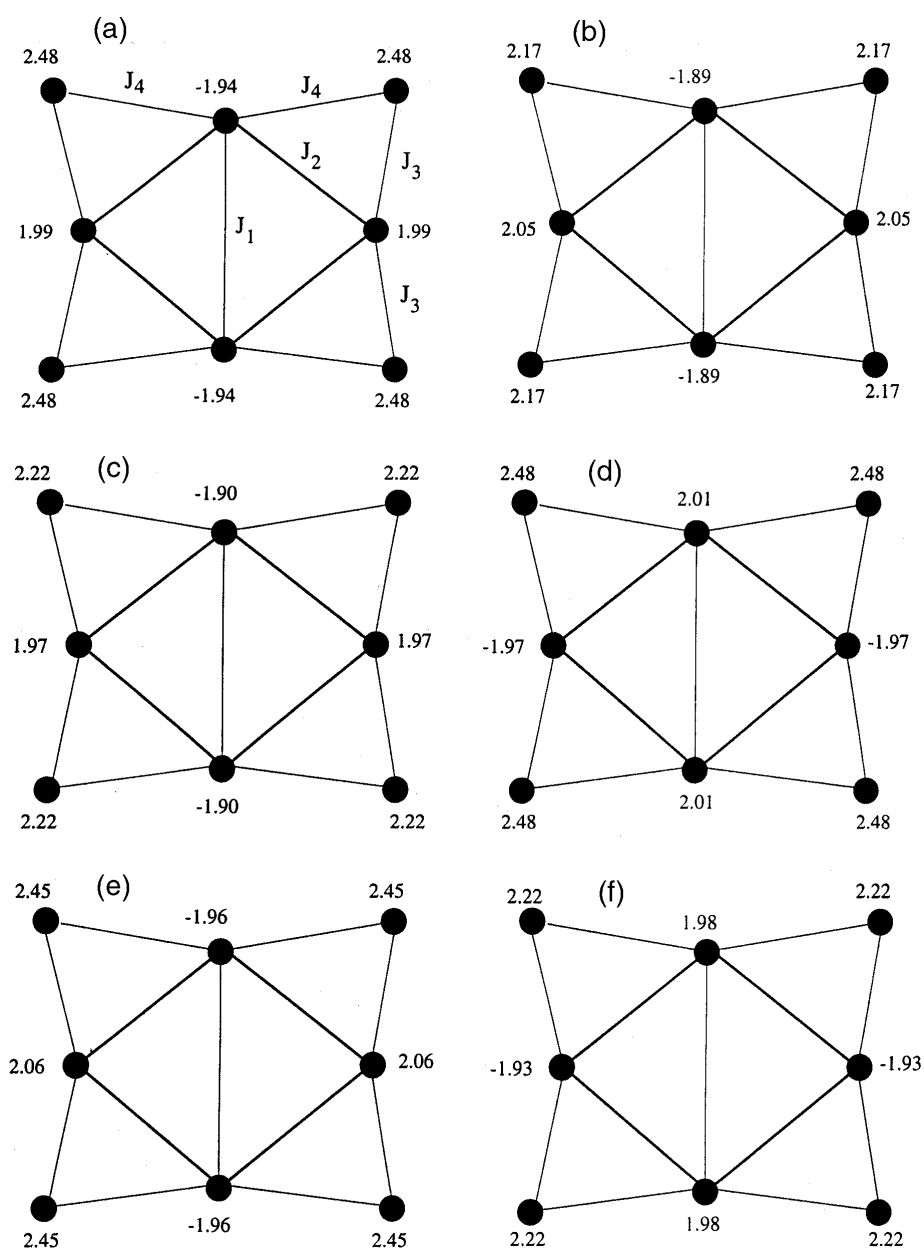 (a)
2.48 J4 -1.94 J4 2.48
J2
J3
1.99 J1 1.99
J3
2.48 -1.94 2.48
(b)
2.17 -1.89 2.17
2.05 2.05
2.17 -1.89 2.17
(c)
2.22 -1.90 2.22
1.97 1.97
2.22 -1.90 2.22
(d)
2.48 2.01 2.48
-1.97 -1.97
2.48 2.01 2.48
(e)
2.45 -1.96 2.45
2.06 2.06
2.45 -1.96 2.45
(f)
2.22 1.98 2.22
-1.93 -1.93
2.22 1.98 2.22